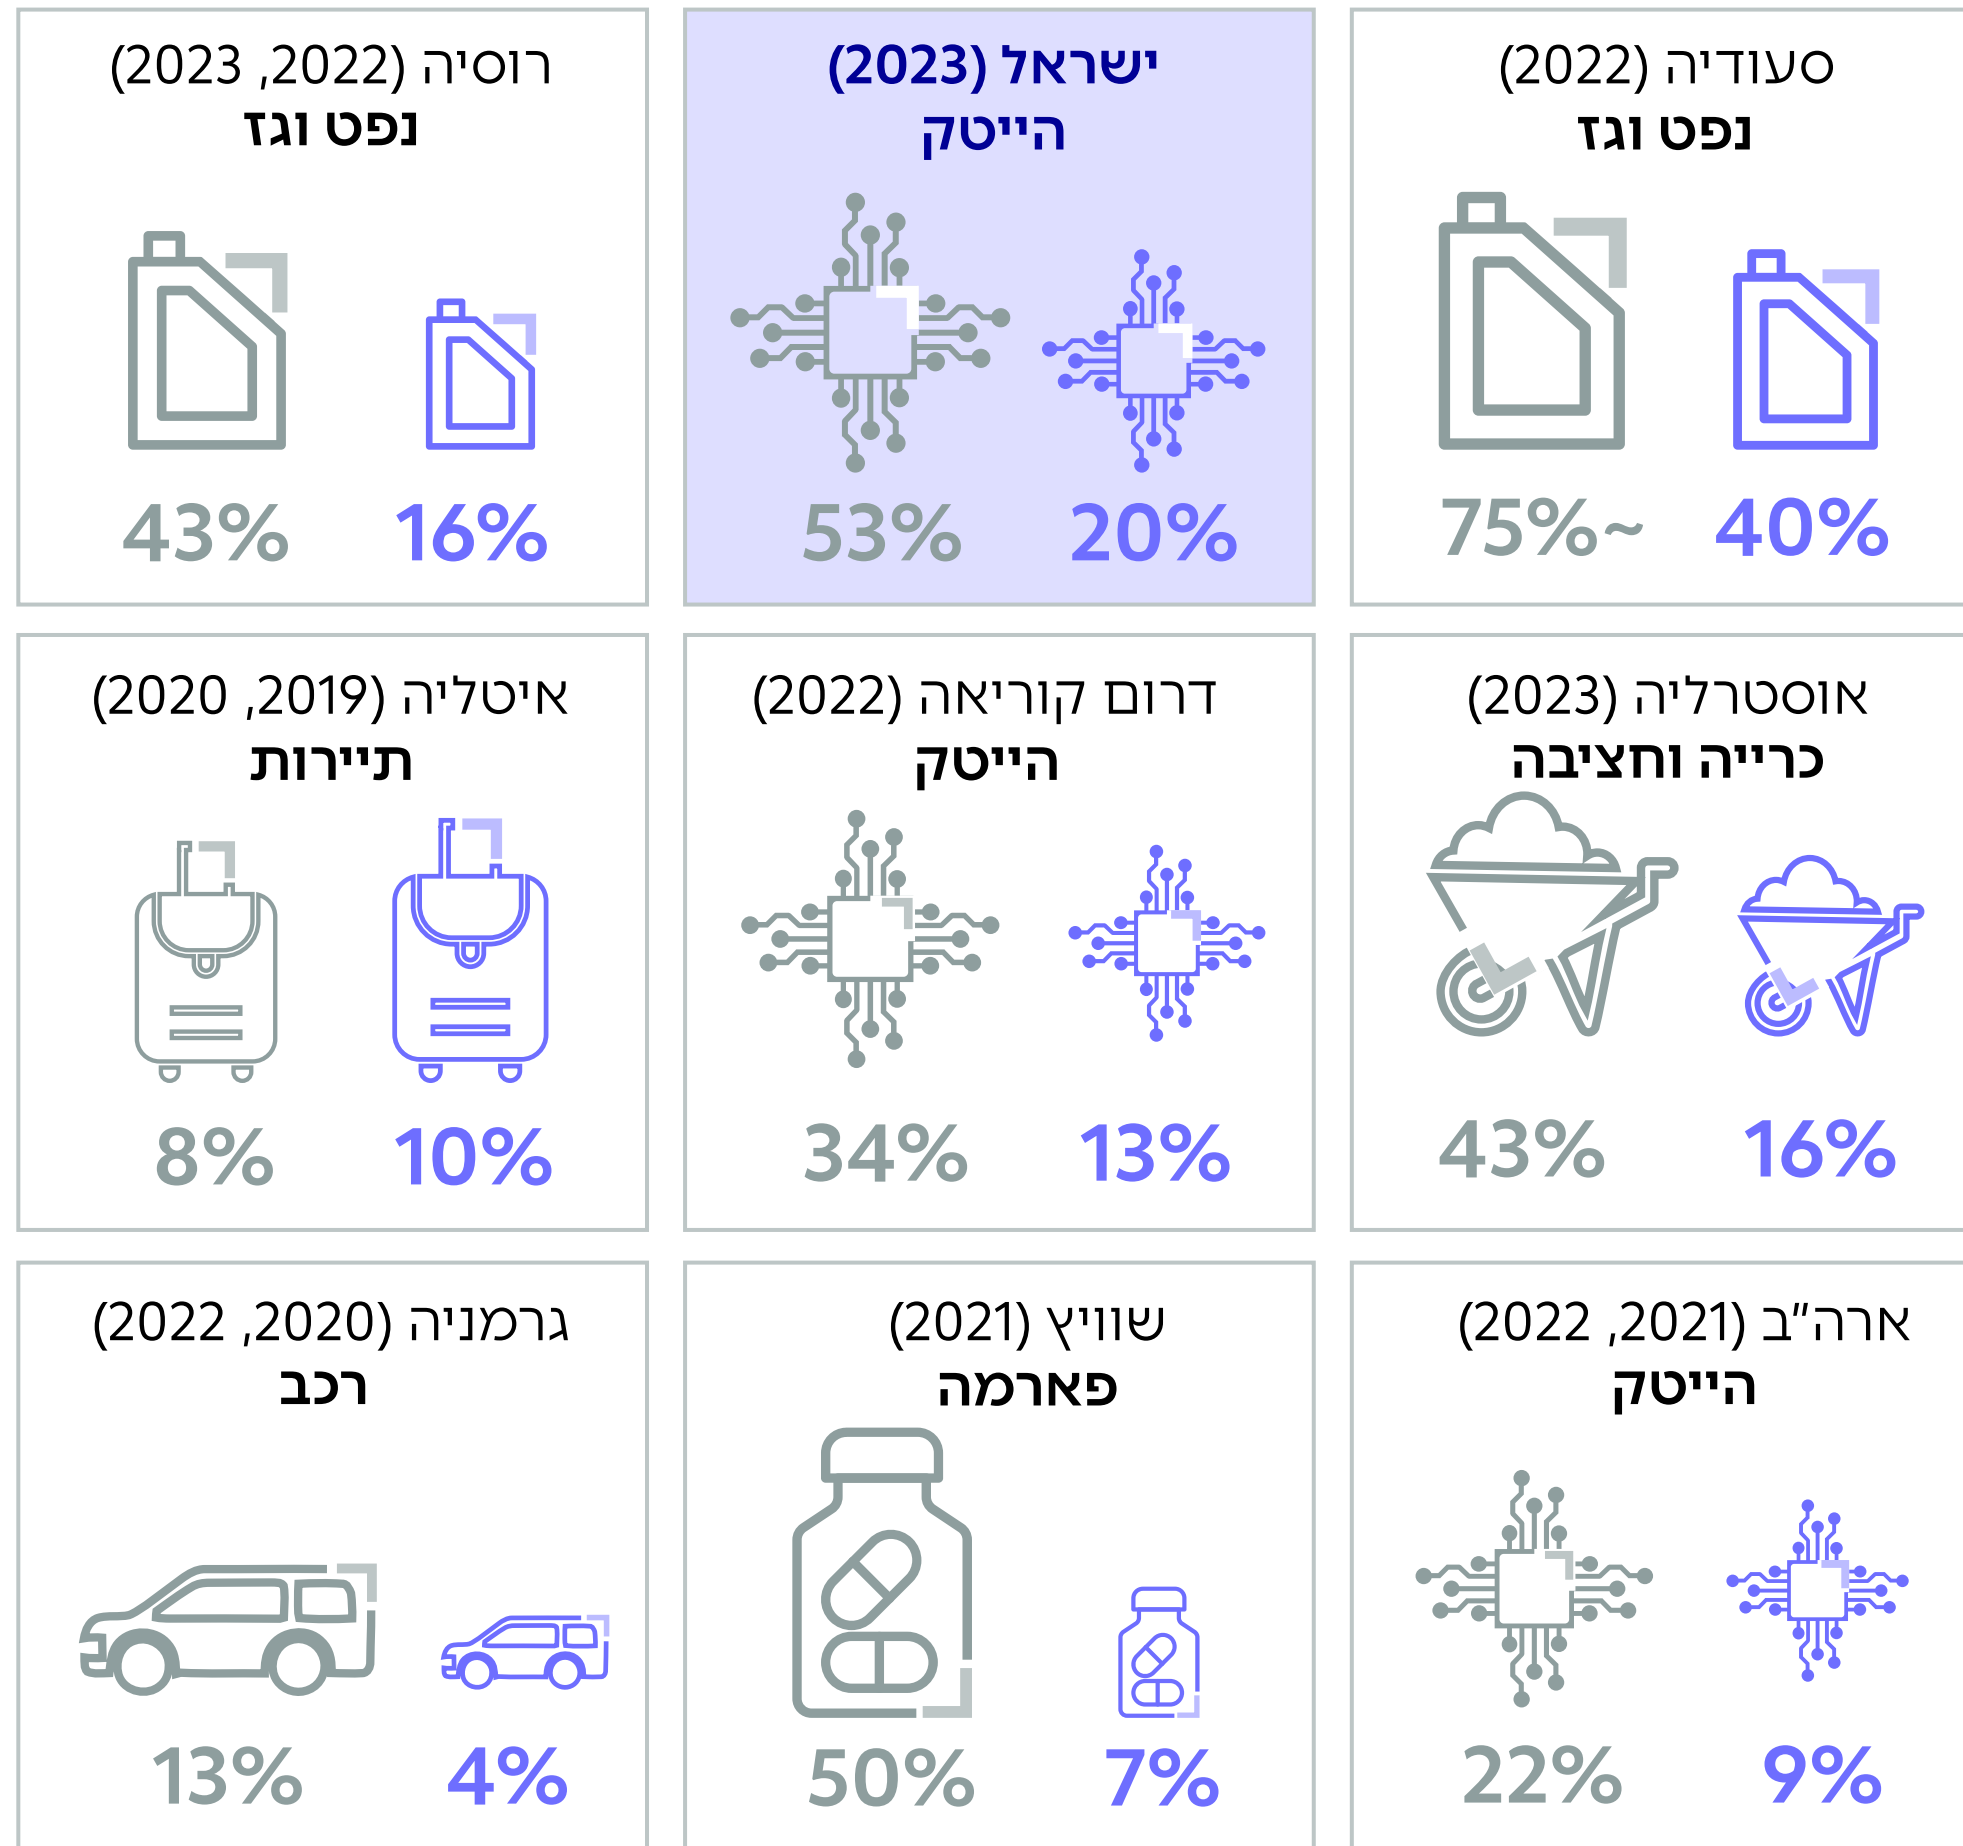 סעודיה (2022)
נפט וגז
75%~ 40%
ישראל (2023)
הייטק
53% 20%
רוסיה (2022, 2023)
נפט וגז
43% 16%
אוסטרליה (2023)
כרייה וחציבה
43% 16%
דרום קוריאה (2022)
הייטק
34% 13%
איטליה (2019, 2020)
תיירות
8% 10%
ארה"ב (2021, 2022)
הייטק
22% 9%
שווייץ (2021)
פארמה
50% 7%
גרמניה (2020, 2022)
רכב
13% 4%